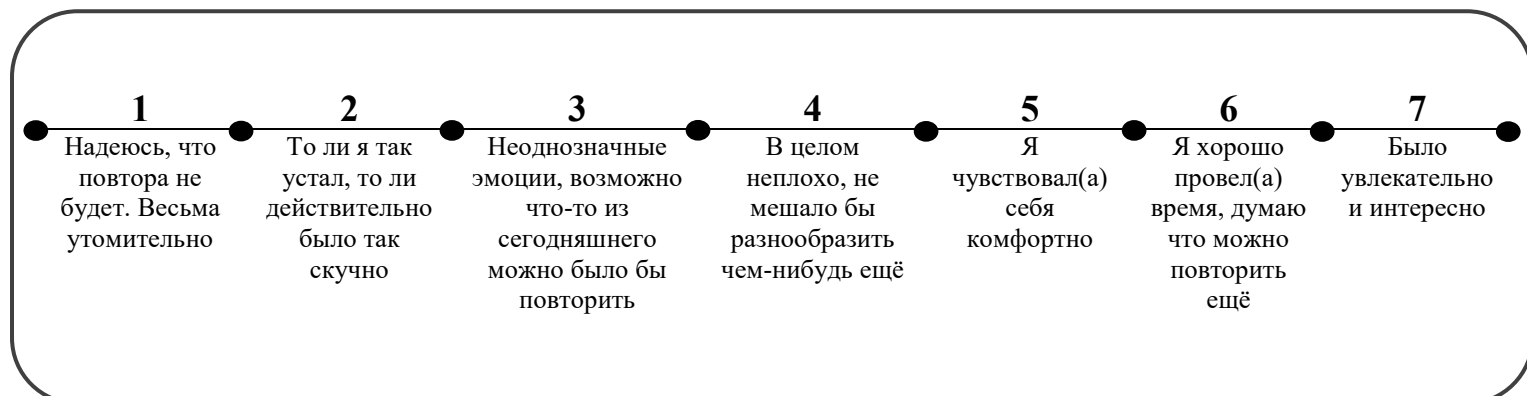 1
Надеюсь, что
повтора не
будет. Весьма
утомительно
2
То ли я так
устал, то ли
действительно
было так
скучно
3
Неоднозначные
эмоции, возможно
что-то из
сегодняшнего
можно было бы
повторить
4
В целом
неплохо, не
мешало бы
разнообразить
чем-нибудь ещё
5
Я
чувствовал(а)
себя
комфортно
6
Я хорошо
провел(а)
время, думаю
что можно
повторить
ещё
7
Было
увлекательно
и интересно